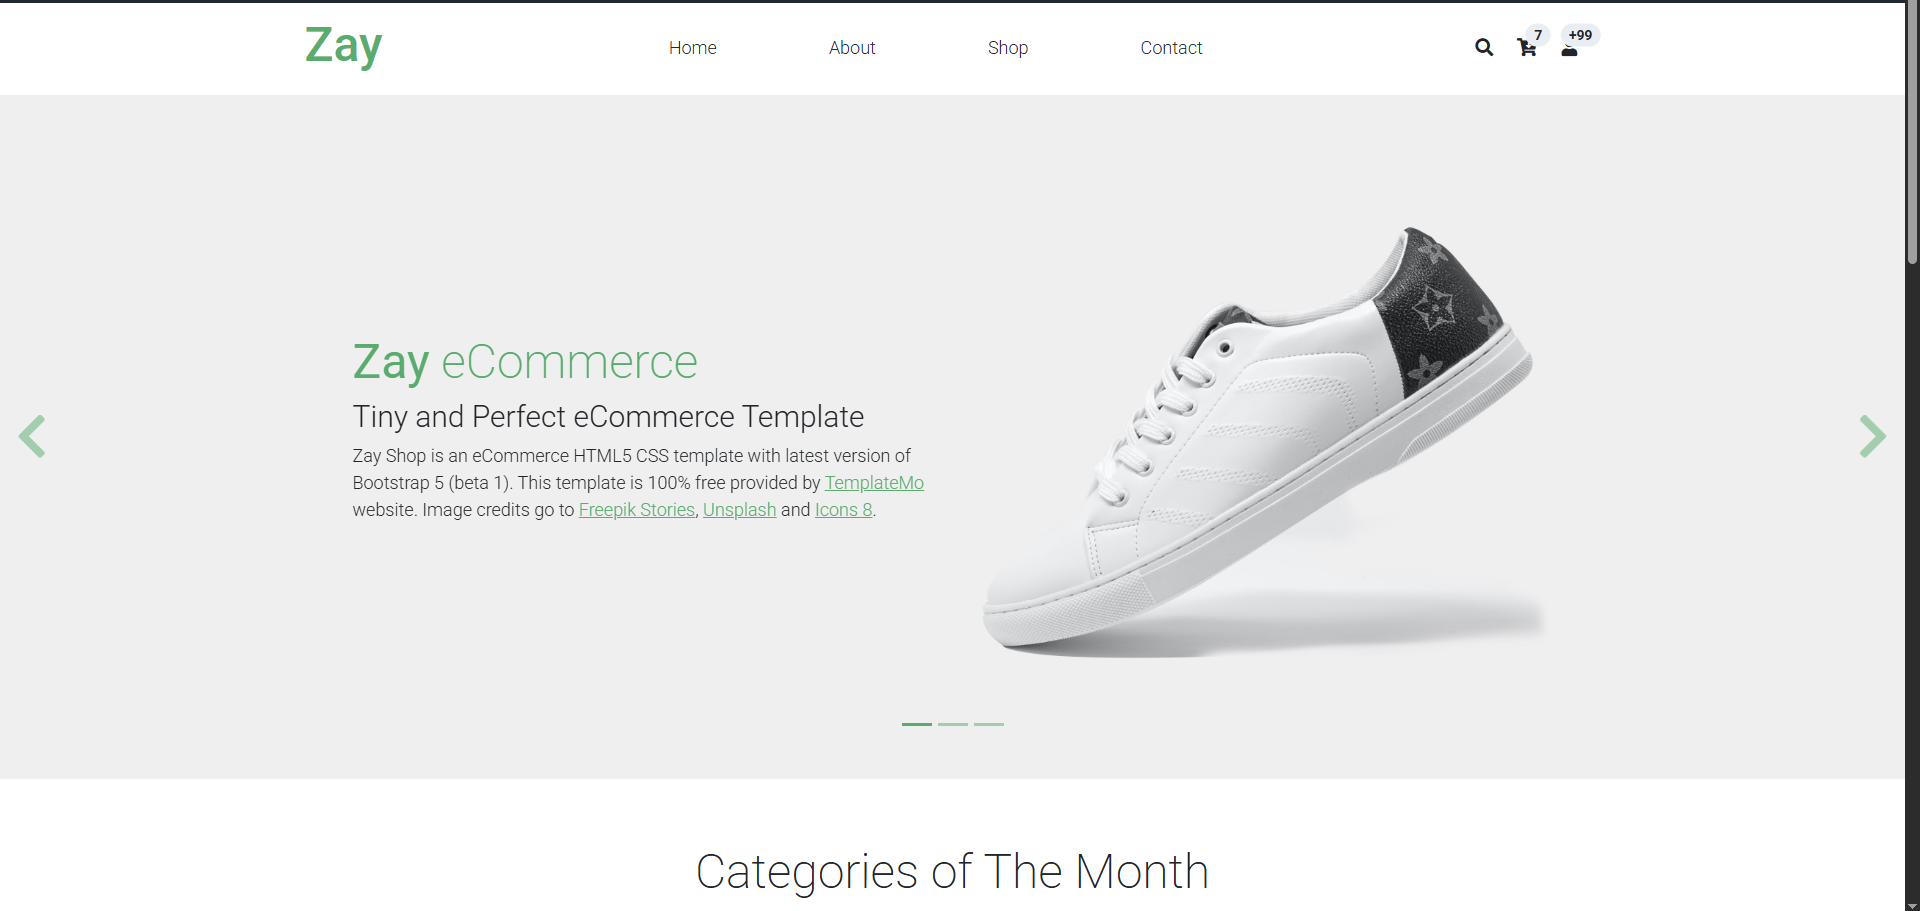 Zay
Home
About
Shop
Contact
7
+99
Zay eCommerce
Tiny and Perfect eCommerce Template
Zay Shop is an eCommerce HTML5 CSS template with latest version of
Bootstrap 5 (beta 1). This template is 100% free provided by TemplateMo
website. Image credits go to Freepik Stories, Unsplash and Icons 8.
Categories of The Month